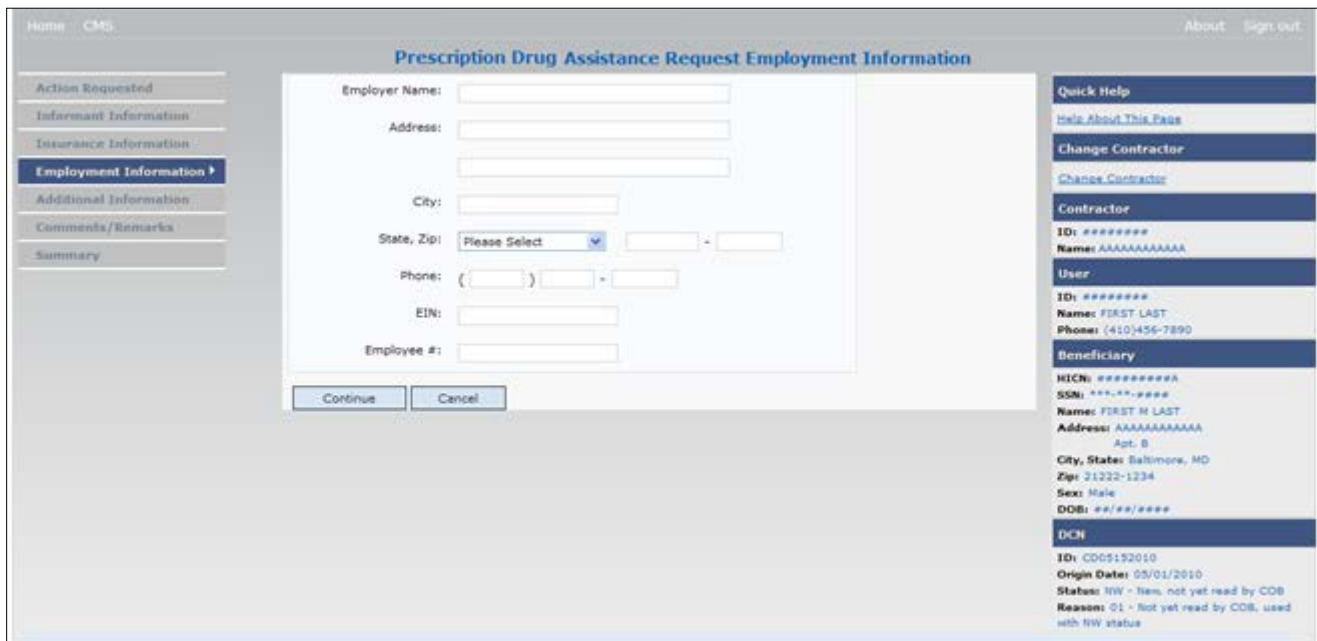 Home CMS About Sign out
Prescription Drug Assistance Request Employment Information
Action Requested
Informant Information
Insurance Information
Employment Information
Additional Information
Comments/Remarks
Summary
Employer Name:
Address:
City:
State, Zip: Please Select -
Phone: ( ) -
EIN:
Employee #:
Continue Cancel
Quick Help
Help About This Page
Change Contractor
Change Contractor
Contractor
ID: ########
Name: AAAAAAAAAAAA
User
ID: ########
Name: FIRST LAST
Phone: (410)456-7890
Beneficiary
HICN: #########A
SSN: ***-**-####
Name: FIRST M LAST
Address: AAAAAAAAAAAA
Apt. B
City, State: Baltimore, MD
Zip: 21222-1234
Sex: Male
DOB: ##/##/####
DCN
ID: CD05152010
Origin Date: 05/01/2010
Status: NW - New, not yet read by COB
Reason: 01 - Not yet read by COB, used
with NW status